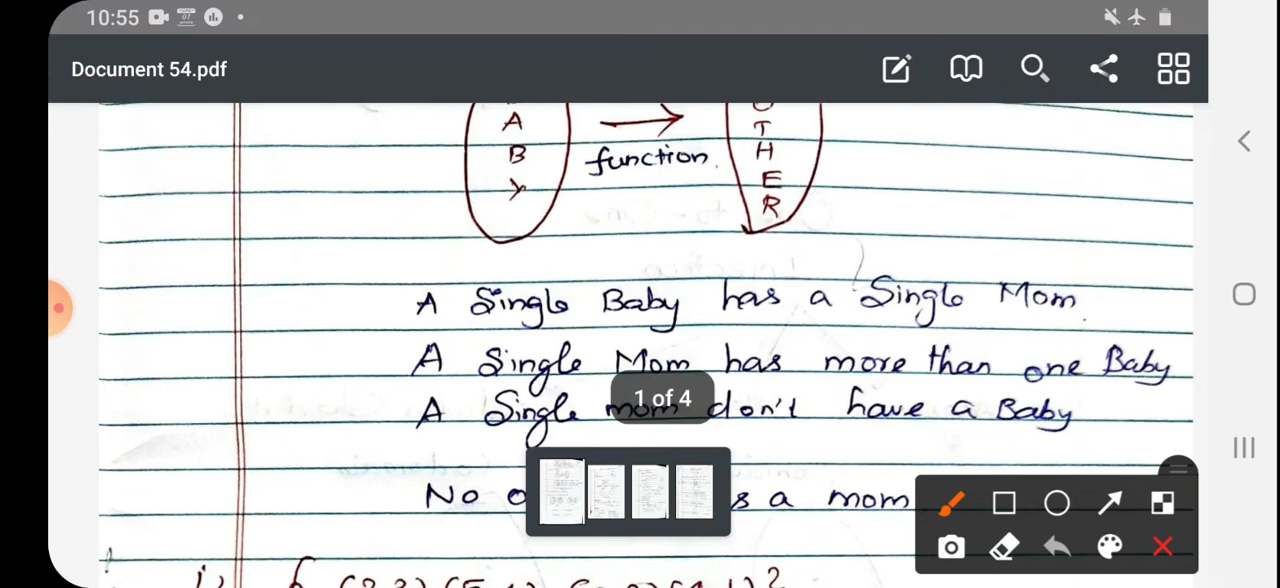 10:55
Document 54.pdf
A
B
Y
function.
O
T
H
E
R
A Single Baby has a Single Mom.
A Single Mom has more than one Baby
1 of 4
A Single mom don't have a Baby
No a mom